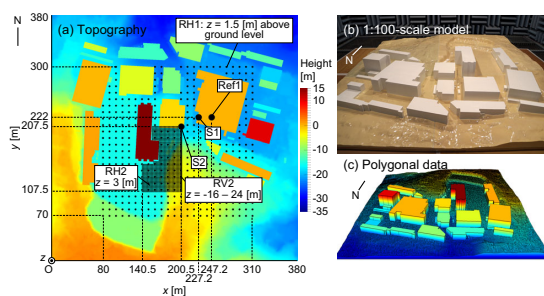 (a) Topography
RH1: z = 1.5 [m] above
ground level
Ref1
S1
S2
RH2
z = 3 [m]
RV2
z = -16 – 24 [m]
N
380
300
222
207.5
107.5
70
y [m]
z
O
80
140.5
200.5
247.2
310
380
227.2
x [m]
Height
[m]
15
10
0
-10
-20
-30
-35
(b) 1:100-scale model
N
(c) Polygonal data
N